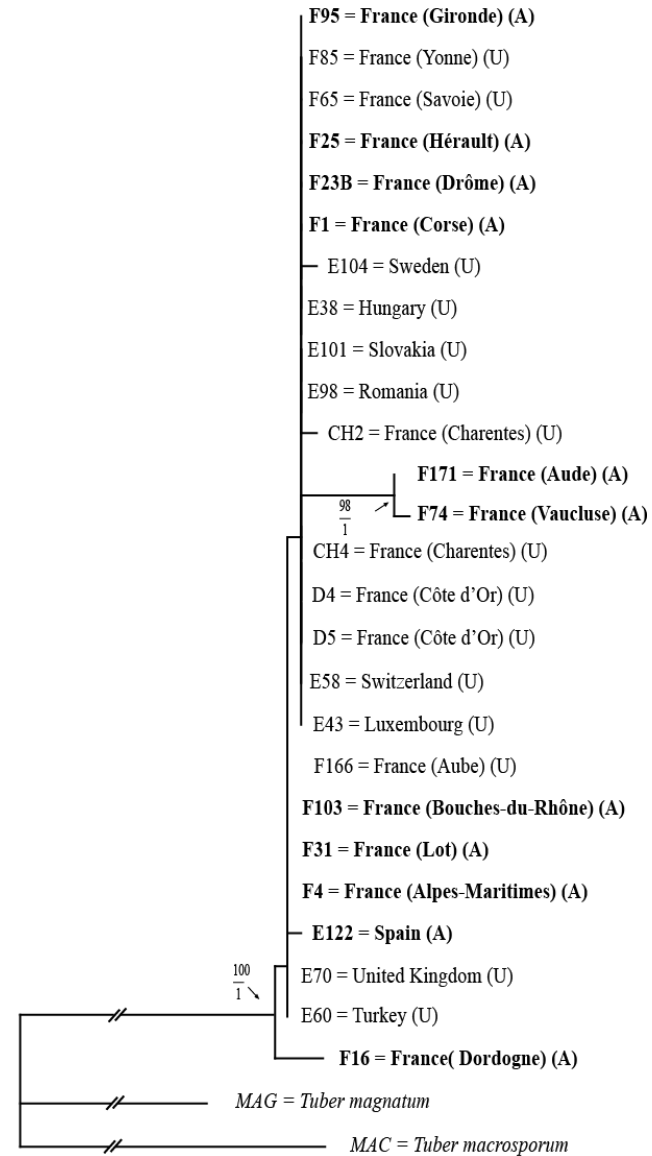 F95 = France (Gironde) (A)
F85 = France (Yonne) (U)
F65 = France (Savoie) (U)
F25 = France (Hérault) (A)
F23B = France (Drôme) (A)
F1 = France (Corse) (A)
E104 = Sweden (U)
E38 = Hungary (U)
E101 = Slovakia (U)
E98 = Romania (U)
CH2 = France (Charentes) (U)
F171 = France (Aude) (A)
98
1
F74 = France (Vaucluse) (A)
CH4 = France (Charentes) (U)
D4 = France (Côte d’Or) (U)
D5 = France (Côte d’Or) (U)
E58 = Switzerland (U)
E43 = Luxembourg (U)
F166 = France (Aube) (U)
F103 = France (Bouches-du-Rhône) (A)
F31 = France (Lot) (A)
F4 = France (Alpes-Maritimes) (A)
E122 = Spain (A)
100
1
E70 = United Kingdom (U)
E60 = Turkey (U)
F16 = France( Dordogne) (A)
MAG = Tuber magnatum
MAC = Tuber macrosporum